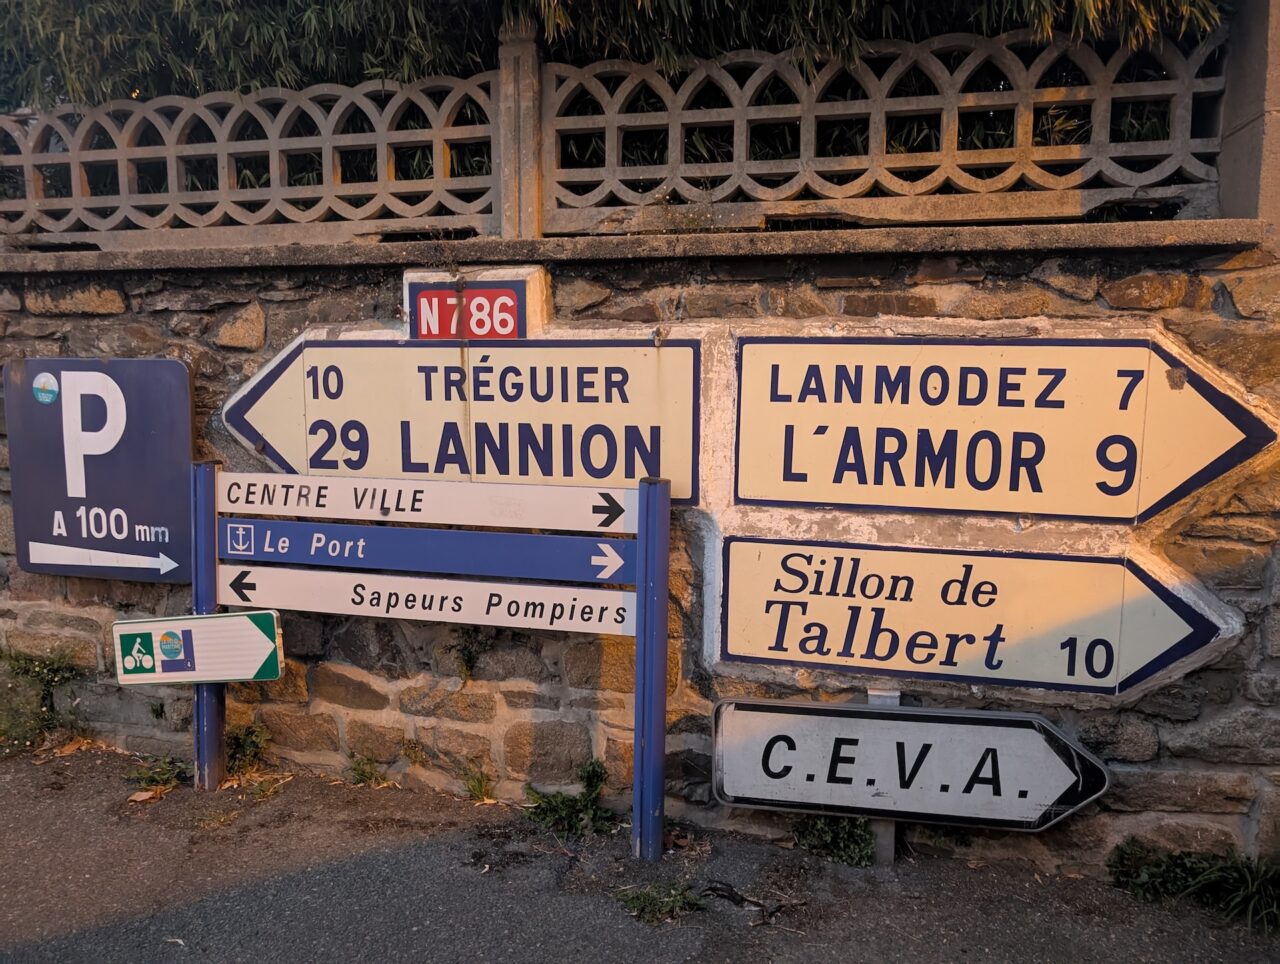 N786
10 TRÉGUIER
29 LANNION
LANMODEZ 7
L'ARMOR 9
P
A 100 mm
CENTRE VILLE
Le Port
Sapeurs Pompiers
Sillon de
Talbert 10
C.E.V.A.
4